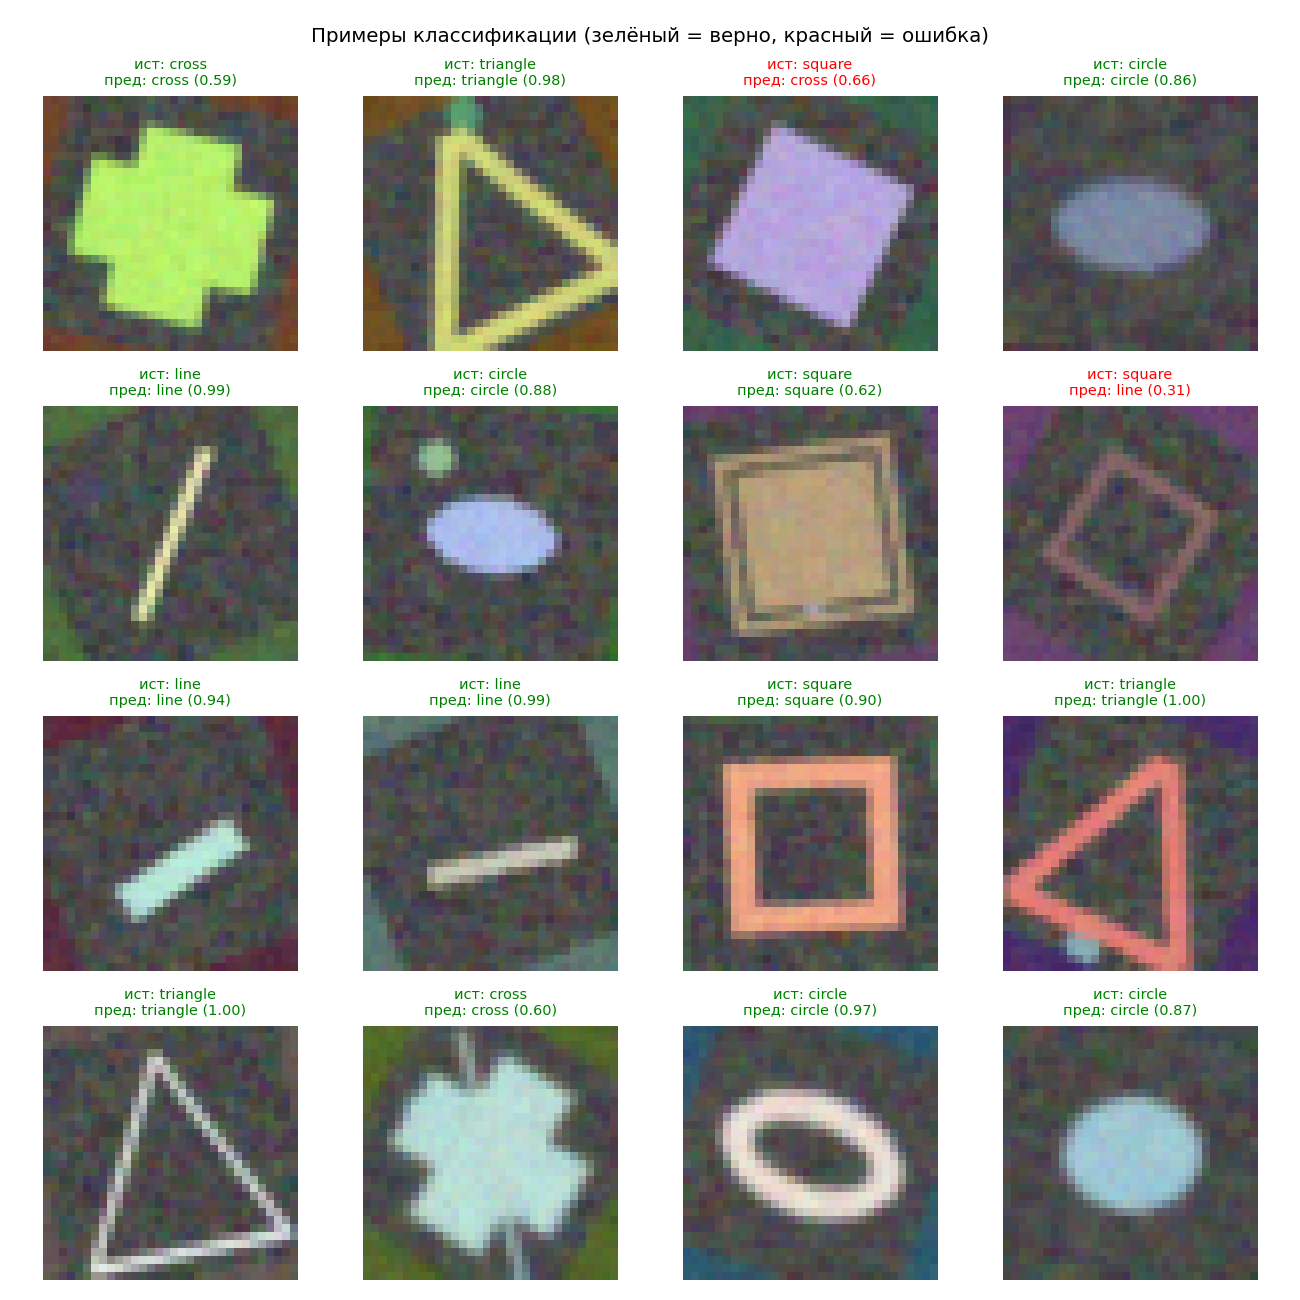 Примеры классификации (зелёный = верно, красный = ошибка)
ист: cross
пред: cross (0.59)
ист: triangle
пред: triangle (0.98)
ист: square
пред: cross (0.66)
ист: circle
пред: circle (0.86)
ист: line
пред: line (0.99)
ист: circle
пред: circle (0.88)
ист: square
пред: square (0.62)
ист: square
пред: line (0.31)
ист: line
пред: line (0.94)
ист: line
пред: line (0.99)
ист: square
пред: square (0.90)
ист: triangle
пред: triangle (1.00)
ист: triangle
пред: triangle (1.00)
ист: cross
пред: cross (0.60)
ист: circle
пред: circle (0.97)
ист: circle
пред: circle (0.87)